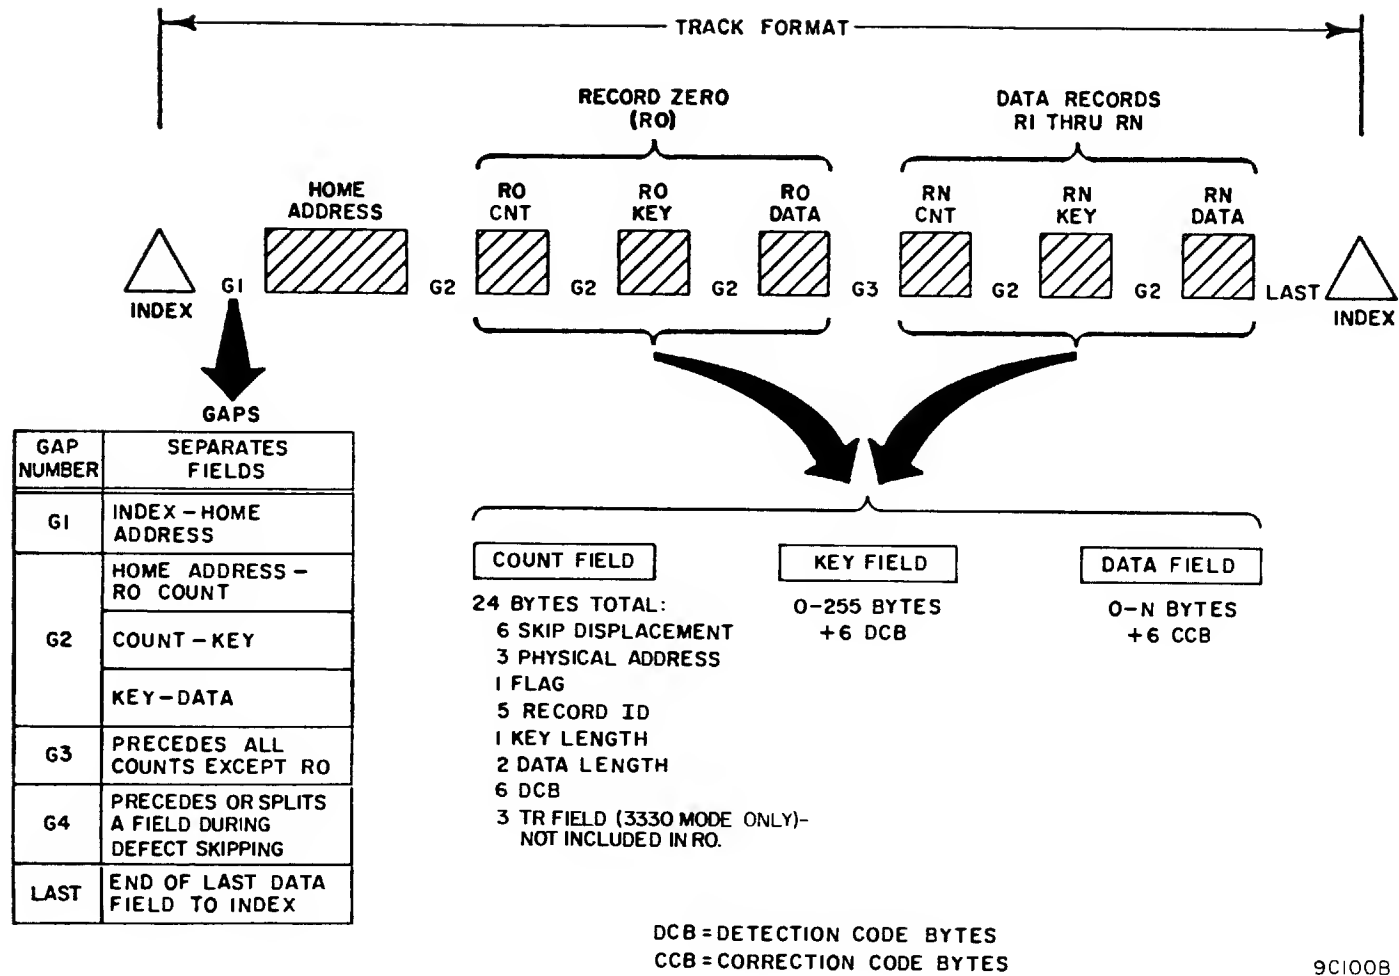 TRACK FORMAT
RECORD ZERO
(RO)
DATA RECORDS
RI THRU RN
HOME
ADDRESS
RO
CNT
RO
KEY
RO
DATA
RN
CNT
RN
KEY
RN
DATA
INDEX
G1
G2
G2
G2
G3
G2
G2
LAST
INDEX
GAPS
GAP
NUMBER
SEPARATES
FIELDS
G1
INDEX – HOME
ADDRESS
G2
HOME ADDRESS –
RO COUNT
COUNT – KEY
KEY – DATA
G3
PRECEDES ALL
COUNTS EXCEPT RO
G4
PRECEDES OR SPLITS
A FIELD DURING
DEFECT SKIPPING
LAST
END OF LAST DATA
FIELD TO INDEX
COUNT FIELD
24 BYTES TOTAL:
6 SKIP DISPLACEMENT
3 PHYSICAL ADDRESS
1 FLAG
5 RECORD ID
1 KEY LENGTH
2 DATA LENGTH
6 DCB
3 TR FIELD (3330 MODE ONLY)–
NOT INCLUDED IN RO.
KEY FIELD
0-255 BYTES
+6 DCB
DATA FIELD
0-N BYTES
+6 CCB
DCB = DETECTION CODE BYTES
CCB = CORRECTION CODE BYTES
9C100B